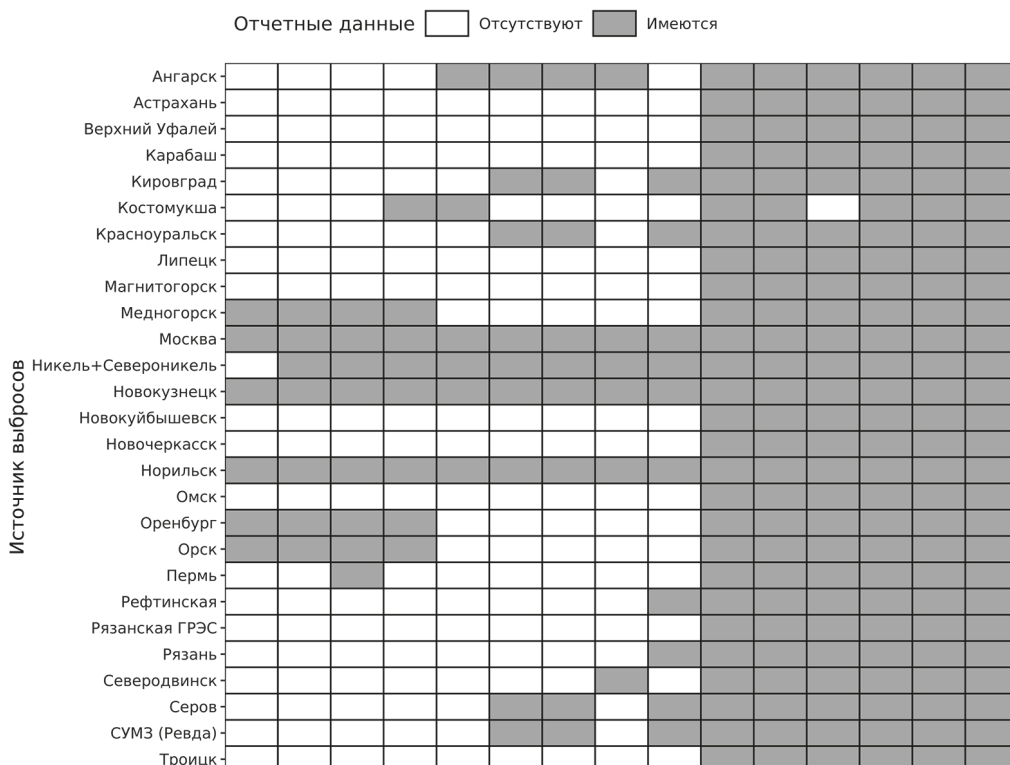 Отчетные данные Отсутствуют Имеются
Ангарск
Астрахань
Верхний Уфалей
Карабаш
Кировград
Костомукша
Красноуральск
Липецк
Магнитогорск
Медногорск
Москва
Никель+Североникель
Новокузнецк
Новокуйбышевск
Новочеркасск
Норильск
Омск
Оренбург
Орск
Пермь
Рефтинская
Рязанская ГРЭС
Рязань
Северодвинск
Серов
СУМЗ (Ревда)
Троицк
Источник выбросов